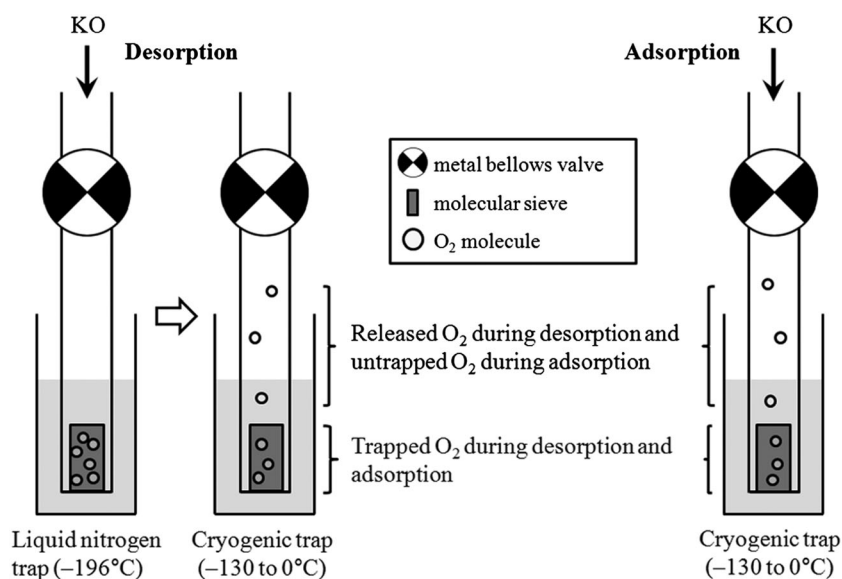 KO
Desorption
Adsorption
KO
metal bellows valve
molecular sieve
O₂ molecule
Released O₂ during desorption and
untrapped O₂ during adsorption
Trapped O₂ during desorption and
adsorption
Liquid nitrogen
trap (–196°C)
Cryogenic trap
(–130 to 0°C)
Cryogenic trap
(–130 to 0°C)